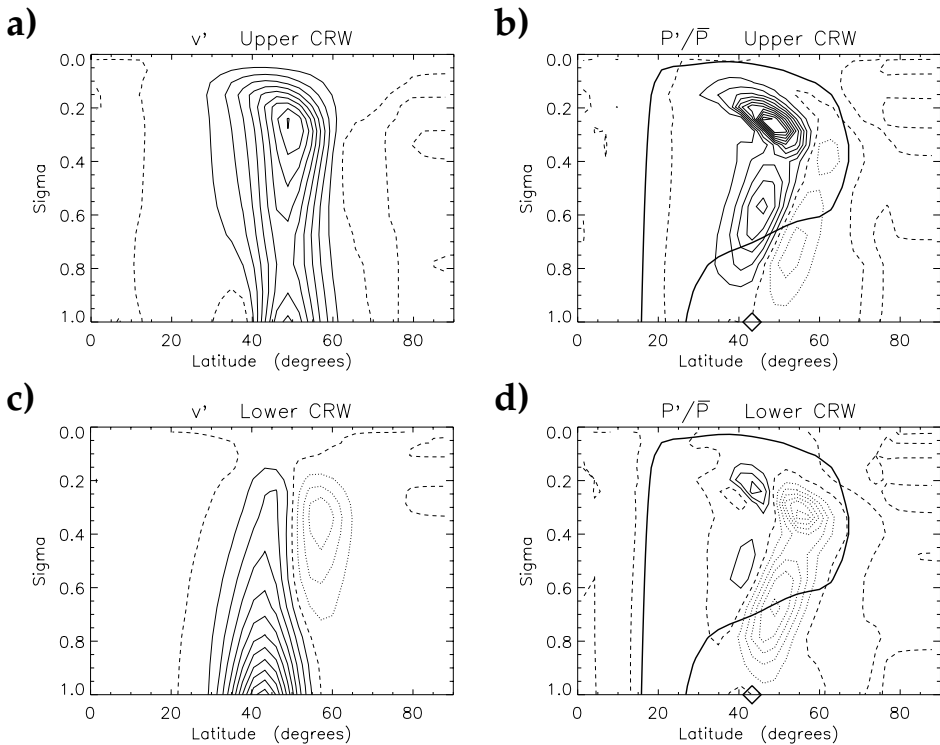 a)
v' Upper CRW
0.0
0.2
0.4
0.6
0.8
1.0
Sigma
0 20 40 60 80
Latitude (degrees)
b)
P'/P̅ Upper CRW
0.0
0.2
0.4
0.6
0.8
1.0
Sigma
0 20 40 60 80
Latitude (degrees)
c)
v' Lower CRW
0.0
0.2
0.4
0.6
0.8
1.0
Sigma
0 20 40 60 80
Latitude (degrees)
d)
P'/P̅ Lower CRW
0.0
0.2
0.4
0.6
0.8
1.0
Sigma
0 20 40 60 80
Latitude (degrees)